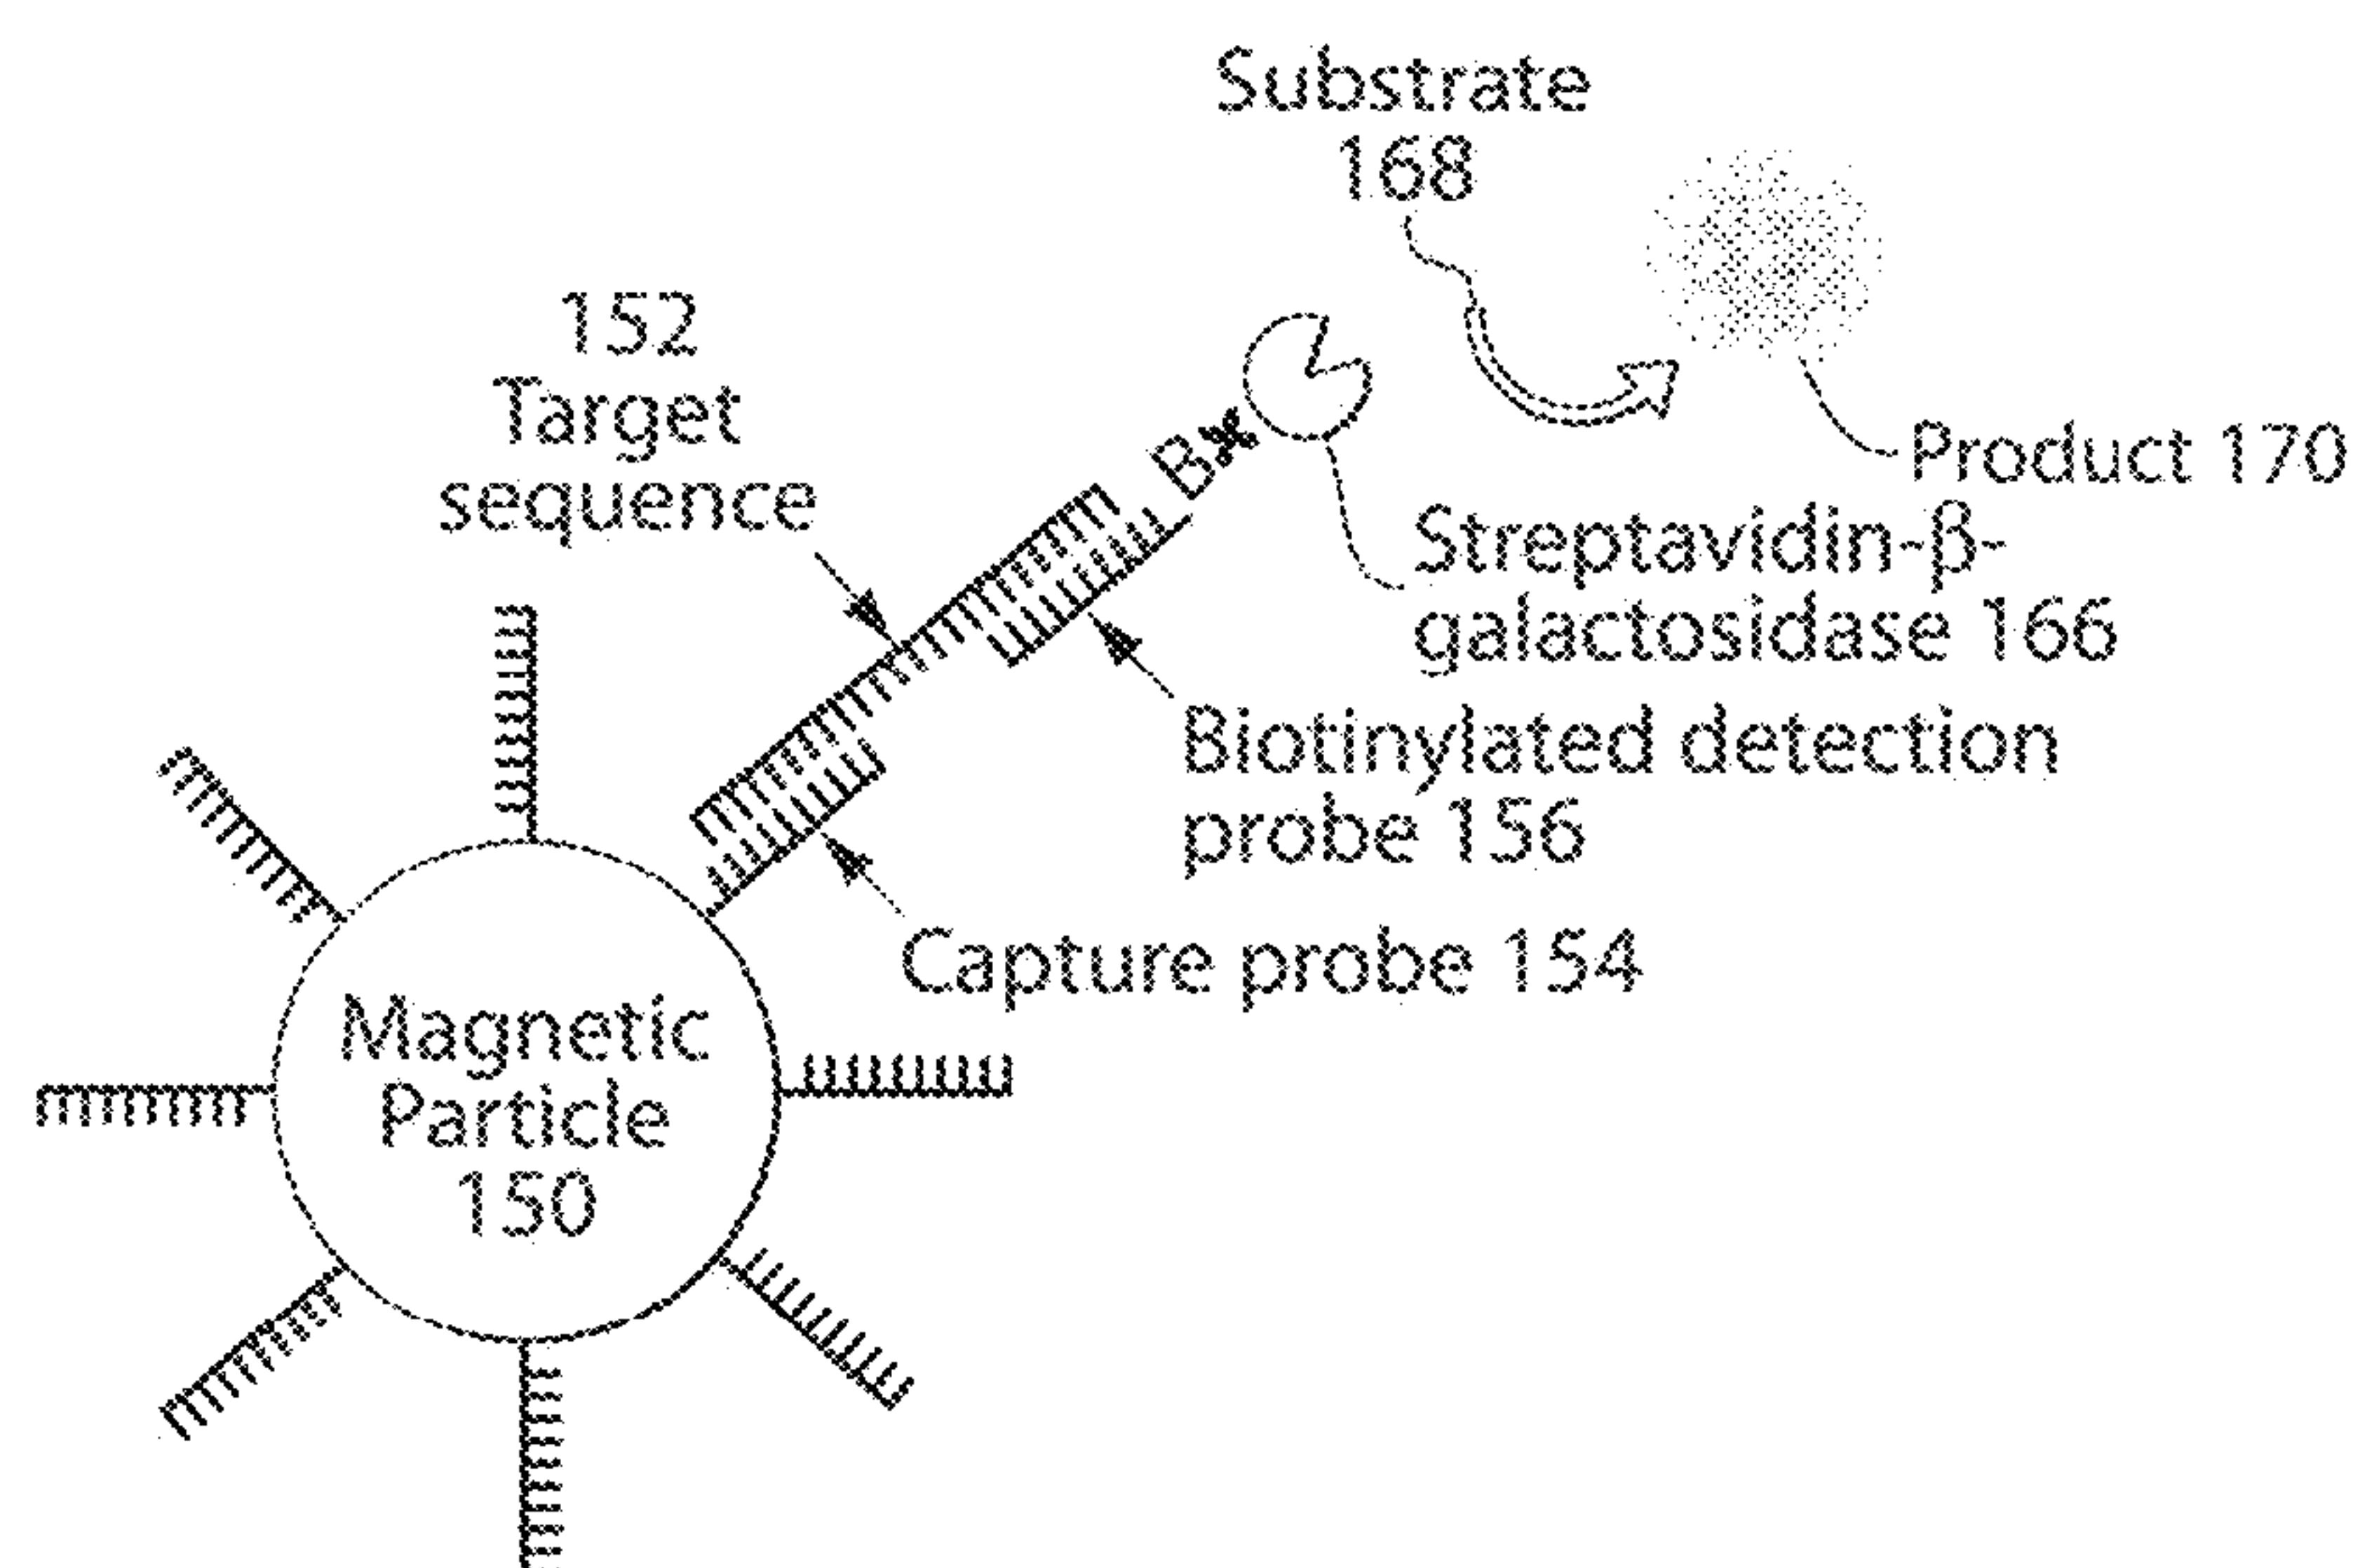 Substrate
168
152
Target
sequence
B
Product 170
Streptavidin-β-
galactosidase 166
Biotinylated detection
probe 156
Capture probe 154
Magnetic
Particle
150